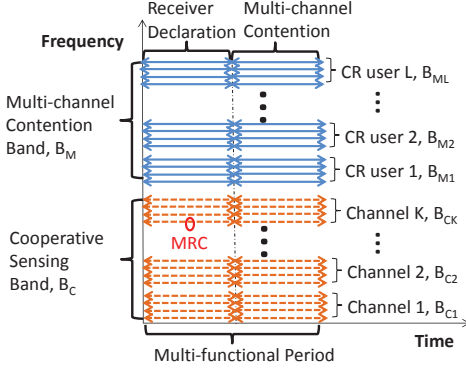 Receiver Multi-channel
Declaration Contention
Frequency
CR user L, B_ML
Multi-channel
Contention
Band, B_M
CR user 2, B_M2
CR user 1, B_M1
Channel K, B_CK
MRC
Cooperative
Sensing
Band, B_C
Channel 2, B_C2
Channel 1, B_C1
Time
Multi-functional Period